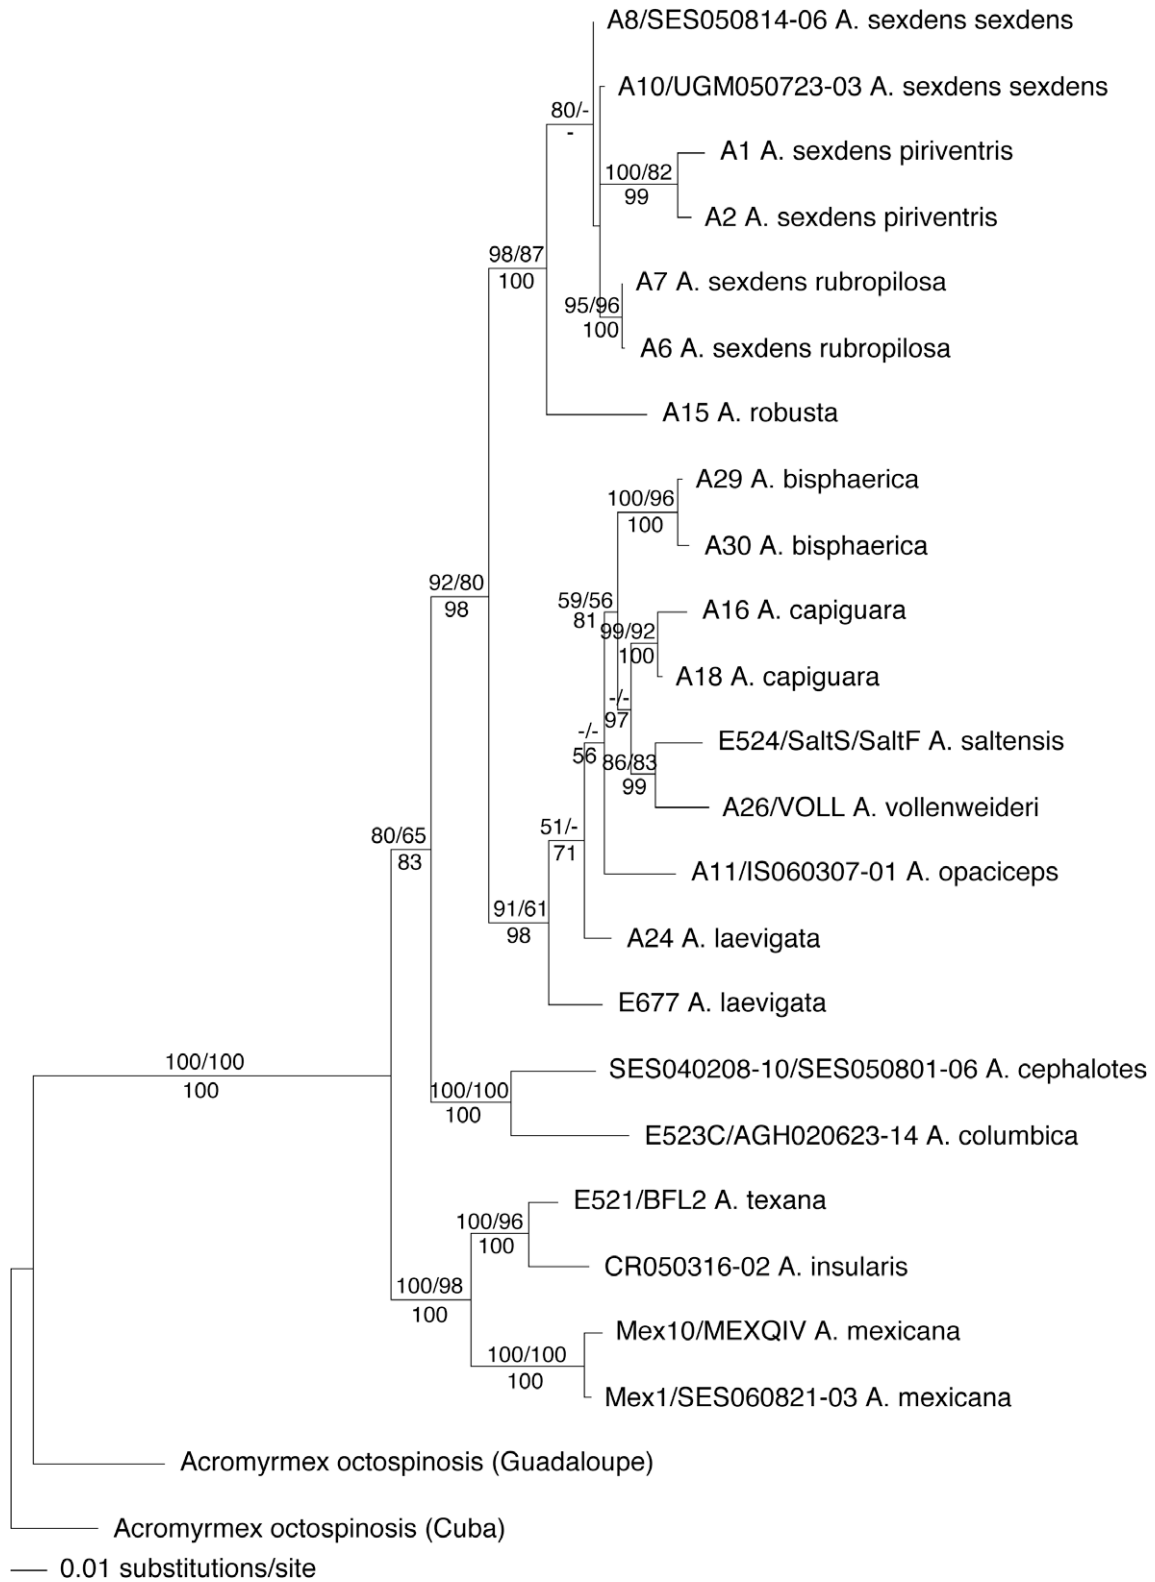 A8/SES050814-06 A. sexdens sexdens
A10/UGM050723-03 A. sexdens sexdens
80/-
-
A1 A. sexdens piriventris
100/82
99
A2 A. sexdens piriventris
98/87
100
A7 A. sexdens rubropilosa
95/96
100
A6 A. sexdens rubropilosa
A15 A. robusta
A29 A. bisphaerica
100/96
100
A30 A. bisphaerica
92/80
98
59/56
81
A16 A. capiguara
99/92
100
A18 A. capiguara
-/-
97
-/-
56
E524/SaltS/SaltF A. saltensis
86/83
99
A26/VOLL A. vollenweideri
80/65
83
51/-
71
A11/IS060307-01 A. opaciceps
91/61
98
A24 A. laevigata
E677 A. laevigata
100/100
100
SES040208-10/SES050801-06 A. cephalotes
100/100
100
E523C/AGH020623-14 A. columbica
E521/BFL2 A. texana
100/96
100
CR050316-02 A. insularis
100/98
100
Mex10/MEXQIV A. mexicana
100/100
100
Mex1/SES060821-03 A. mexicana
Acromyrmex octospinosis (Guadaloupe)
Acromyrmex octospinosis (Cuba)
0.01 substitutions/site